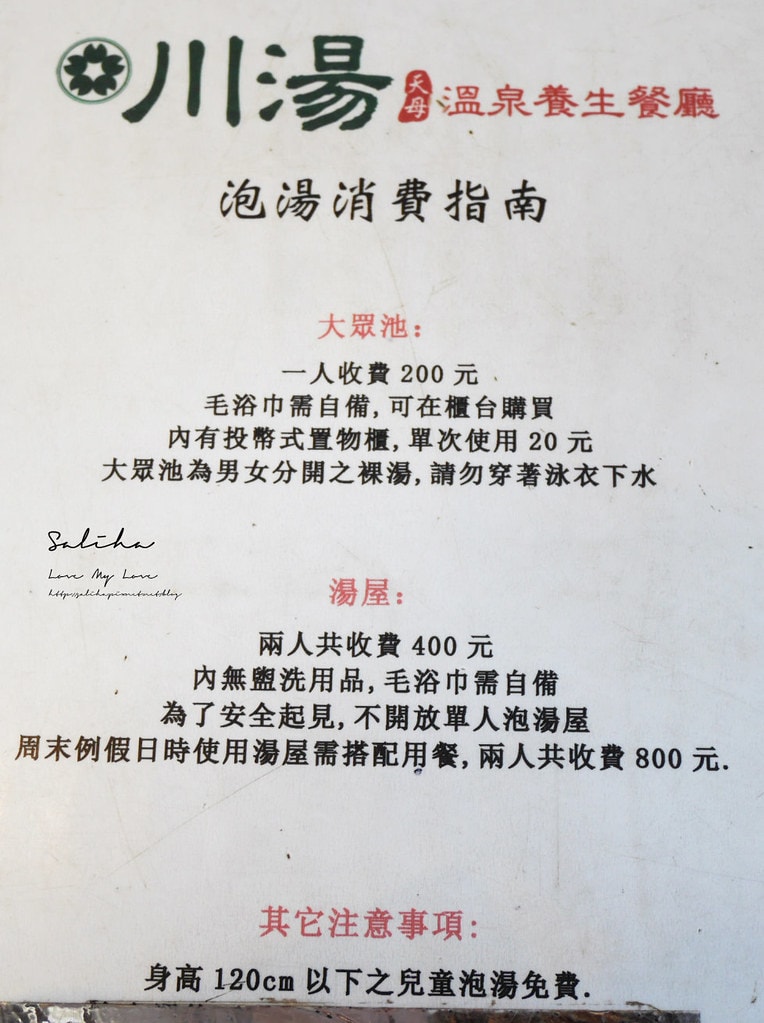 川湯 天母 溫泉養生餐廳
泡湯消費指南
大眾池：
一人收費 200 元
毛浴巾需自備, 可在櫃台購買
內有投幣式置物櫃, 單次使用 20 元
大眾池為男女分開之裸湯, 請勿穿著泳衣下水
Saliha
Love My Love
湯屋：
兩人共收費 400 元
內無盥洗用品, 毛浴巾需自備
為了安全起見, 不開放單人泡湯屋
周末例假日時使用湯屋需搭配用餐, 兩人共收費 800 元.
其它注意事項:
身高 120cm 以下之兒童泡湯免費.